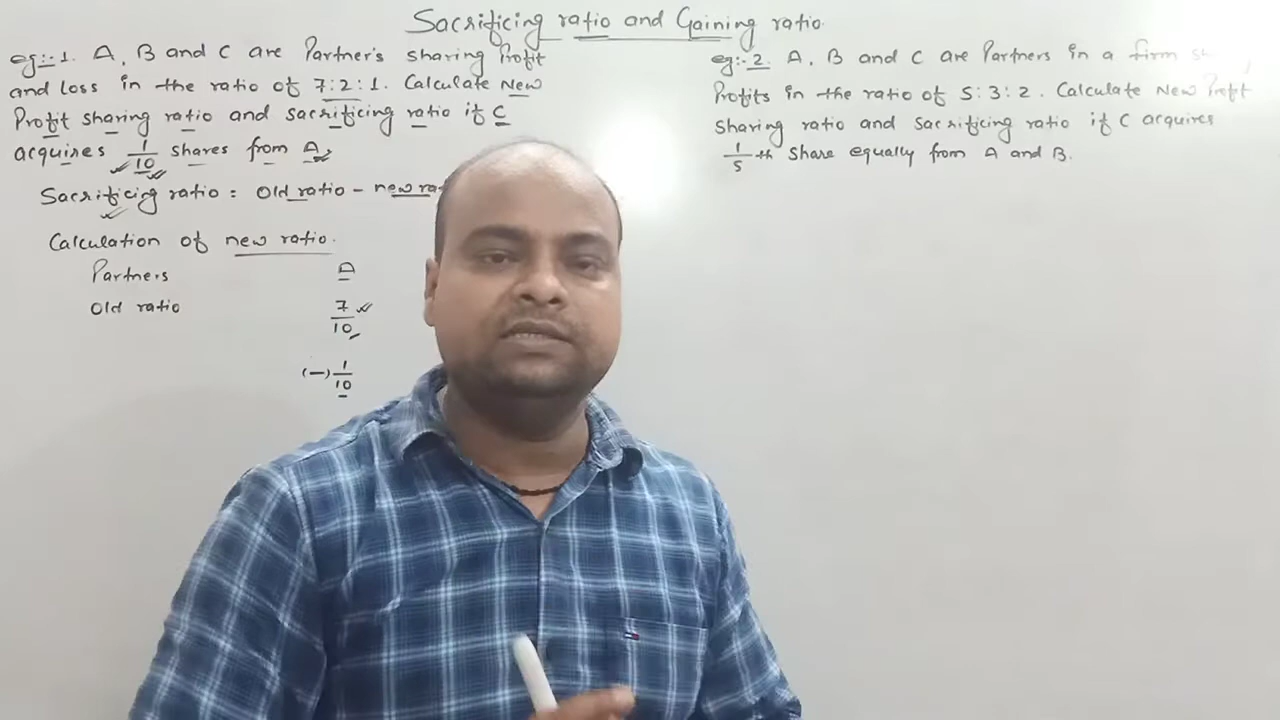 Sacrificing ratio and Gaining ratio.
eg:-1. A, B and C are Partner's sharing Profit
and Loss in the ratio of 7:2:1. Calculate New
Profit sharing ratio and sacrificing ratio if C
acquires 1/10 shares from A.
Sacrificing ratio = Old ratio - new
Calculation of new ratio.
Partners A
Old ratio 7/10
(-) 1/10
eg:-2. A, B and C are Partners in a firm
Profits in the ratio of 5:3:2. Calculate New Profit
Sharing ratio and Sacrificing ratio if C acquires
1/5 th Share equally from A and B.